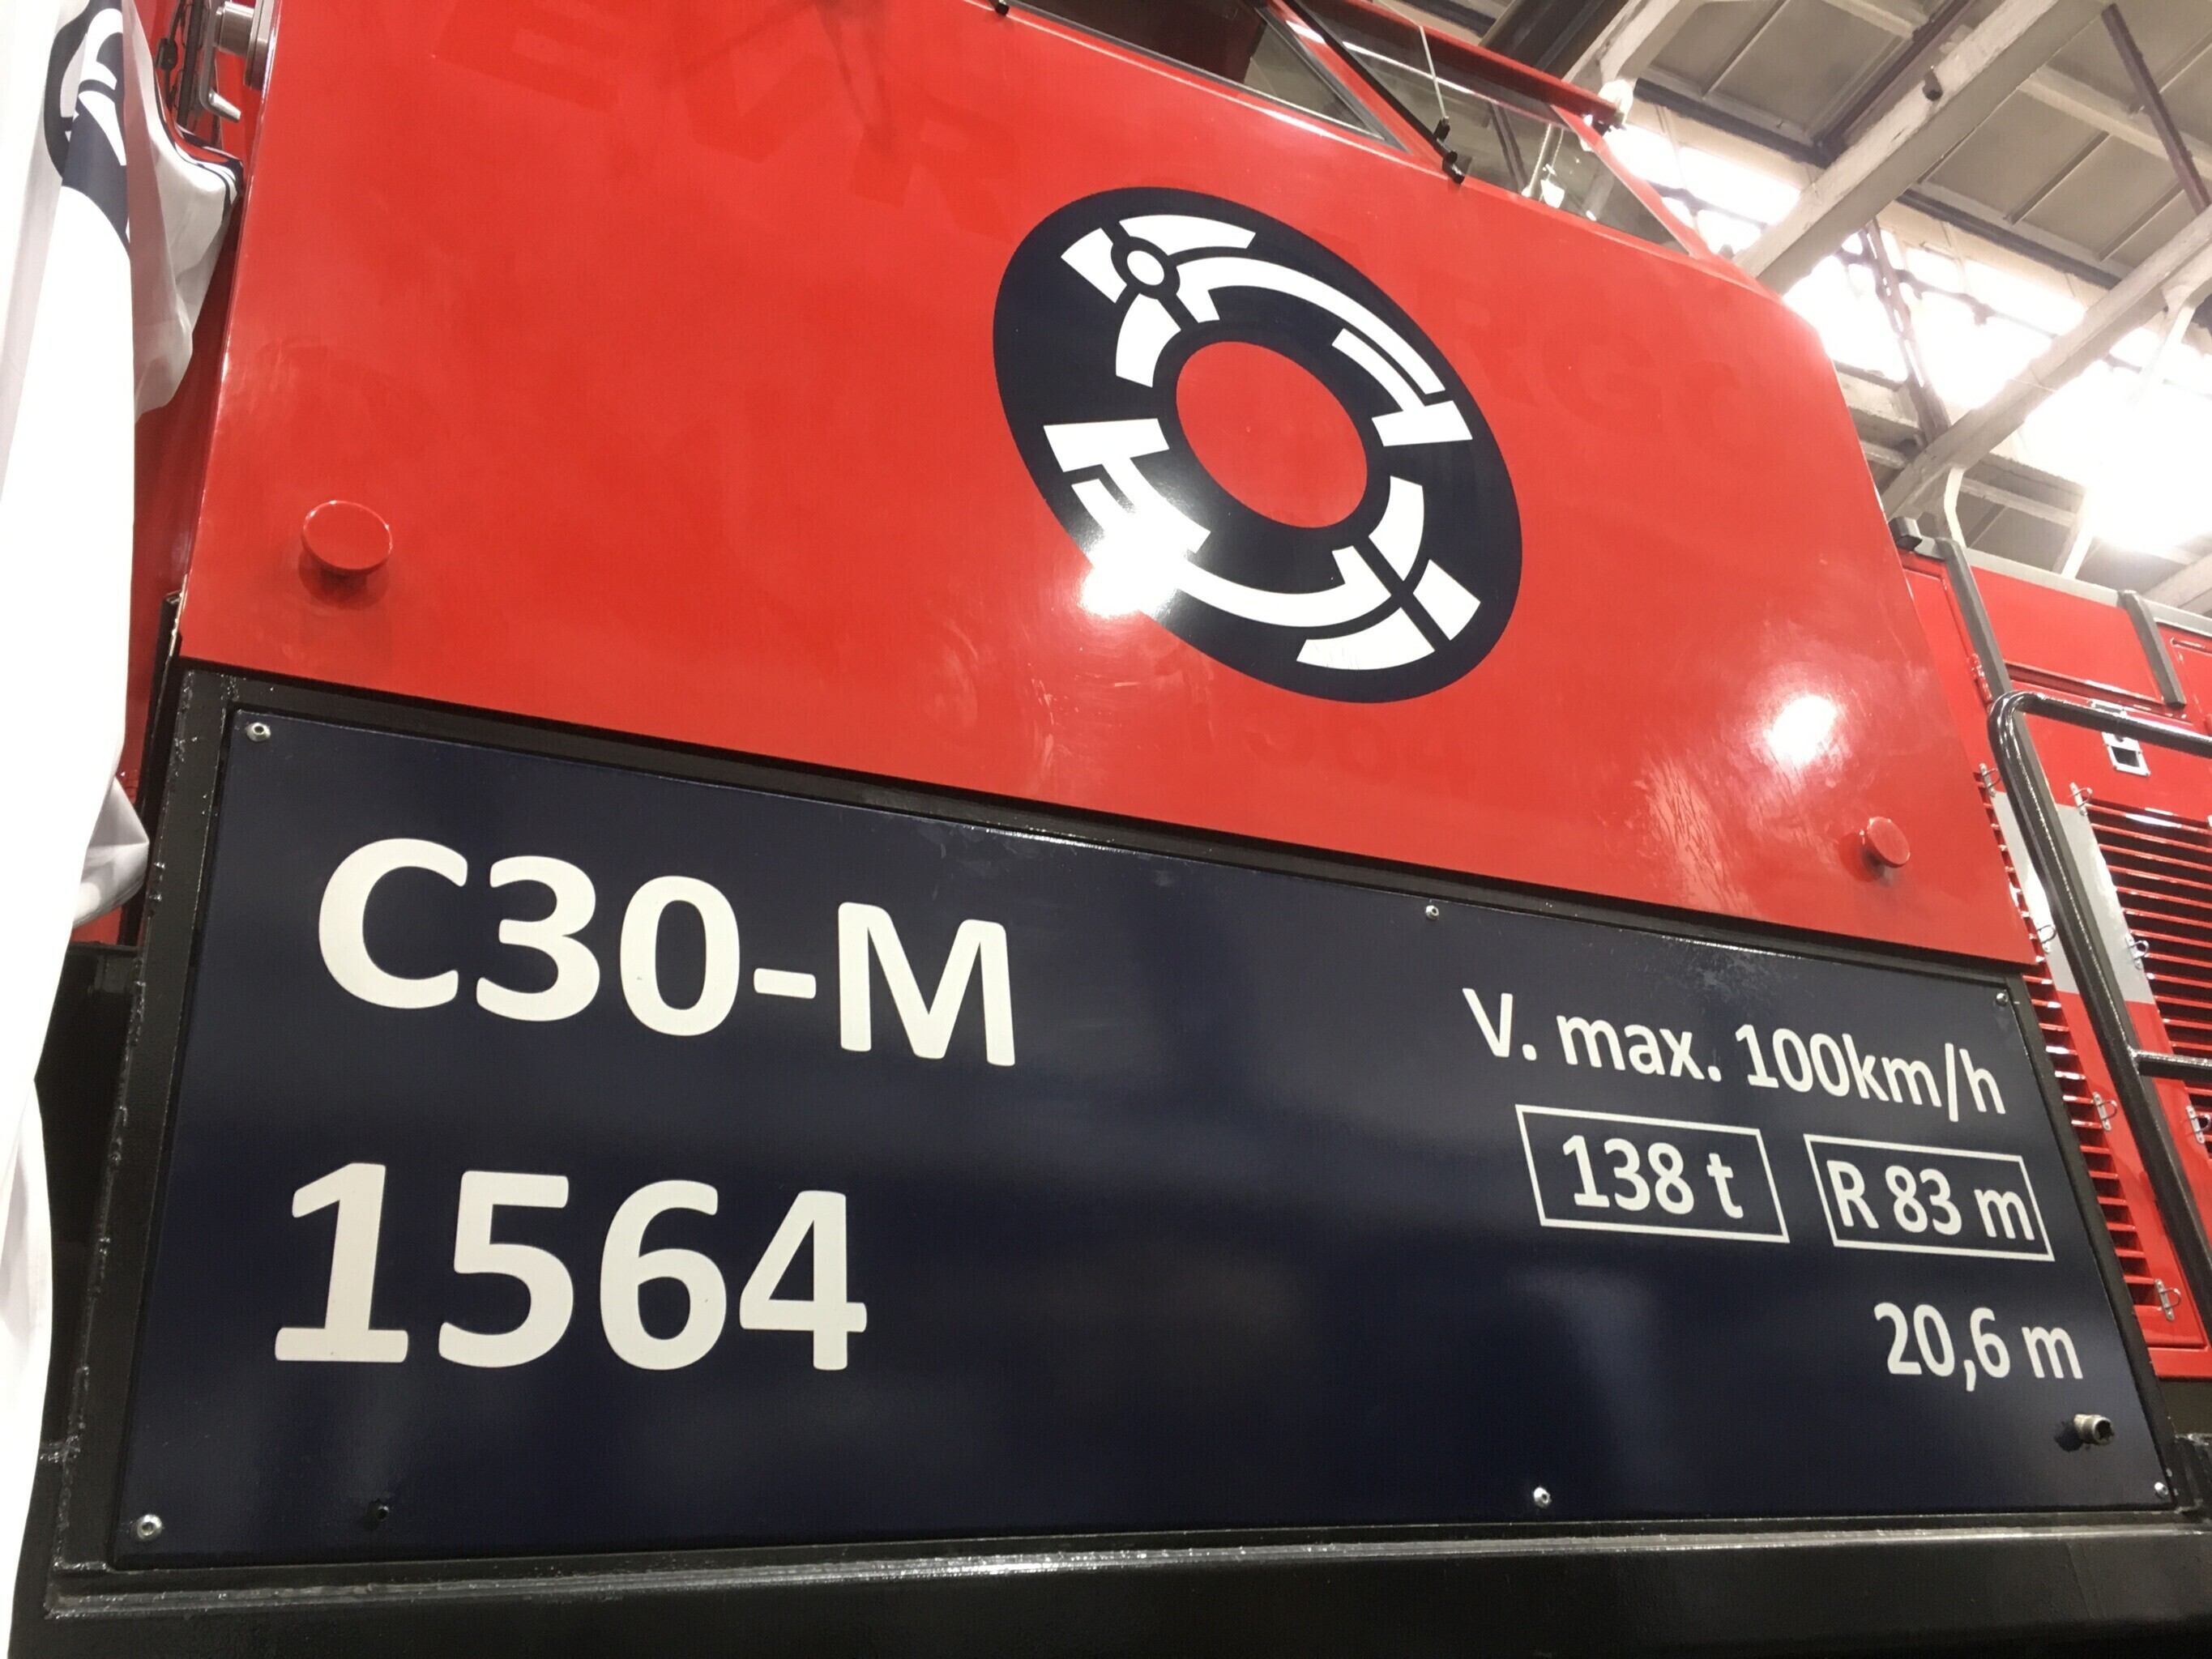 C30-M
1564
V. max. 100km/h
138 t
R 83 m
20,6 m